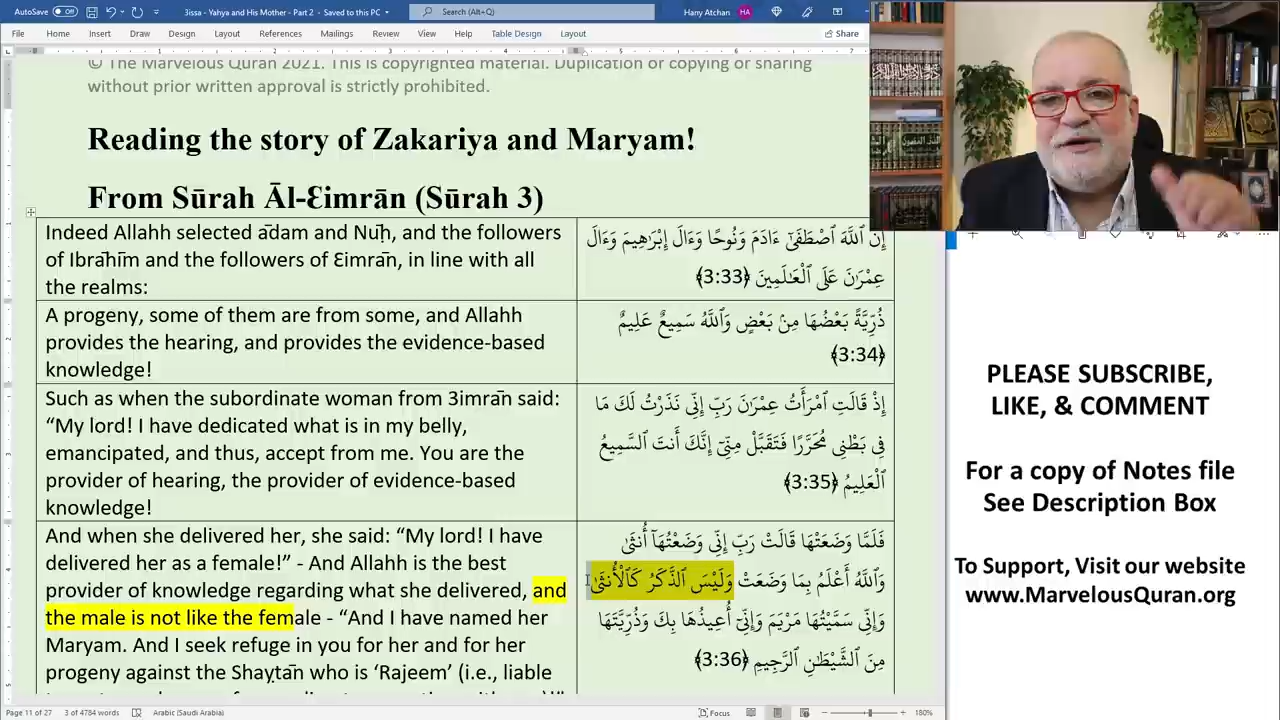 AutoSave Off 3issa - Yahya and His Mother - Part 2 - Saved to this PC Search (Alt+Q) Harry Atchan HA
File Home Insert Draw Design Layout References Mailings Review View Help Table Design Layout Share
© The Marvelous Quran 2021. This is copyrighted material. Duplication or copying or sharing
without prior written approval is strictly prohibited.
Reading the story of Zakariya and Maryam!
From Sūrah Āl-Ɛimrān (Sūrah 3)
Indeed Allahh selected ādam and Nuḥ, and the followers
of Ibrāhīm and the followers of Ɛimrān, in line with all
the realms:
إِنَّ ٱللَّهَ ٱصْطَفَىٰٓ ءَادَمَ وَنُوحًا وَءَالَ إِبْرَٰهِيمَ وَءَالَ
عِمْرَٰنَ عَلَى ٱلْعَـٰلَمِينَ ﴿3:33﴾
A progeny, some of them are from some, and Allahh
provides the hearing, and provides the evidence-based
knowledge!
ذُرِّيَّةًۢ بَعْضُهَا مِنۢ بَعْضٍ وَٱللَّهُ سَمِيعٌ عَلِيمٌ
﴿3:34﴾
Such as when the subordinate woman from 3imrān said:
“My lord! I have dedicated what is in my belly,
emancipated, and thus, accept from me. You are the
provider of hearing, the provider of evidence-based
knowledge!
إِذْ قَالَتِ ٱمْرَأَتُ عِمْرَٰنَ رَبِّ إِنِّى نَذَرْتُ لَكَ مَا
فِى بَطْنِى مُحَرَّرًا فَتَقَبَّلْ مِنِّىٓ إِنَّكَ أَنتَ ٱلسَّمِيعُ
ٱلْعَلِيمُ ﴿3:35﴾
And when she delivered her, she said: “My lord! I have
delivered her as a female!” - And Allahh is the best
provider of knowledge regarding what she delivered, and
the male is not like the female - “And I have named her
Maryam. And I seek refuge in you for her and for her
progeny against the Shayṭān who is ‘Rajeem’ (i.e., liable
فَلَمَّا وَضَعَتْهَا قَالَتْ رَبِّ إِنِّى وَضَعْتُهَآ أُنثَىٰ
وَٱللَّهُ أَعْلَمُ بِمَا وَضَعَتْ وَلَيْسَ ٱلذَّكَرُ كَٱلْأُنثَىٰ
وَإِنِّى سَمَّيْتُهَا مَرْيَمَ وَإِنِّىٓ أُعِيذُهَا بِكَ وَذُرِّيَّتَهَا
مِنَ ٱلشَّيْطَـٰنِ ٱلرَّجِيمِ ﴿3:36﴾
PLEASE SUBSCRIBE,
LIKE, & COMMENT
For a copy of Notes file
See Description Box
To Support, Visit our website
www.MarvelousQuran.org
Page 11 of 27 3 of 4784 words Arabic (Saudi Arabia) Focus 180%